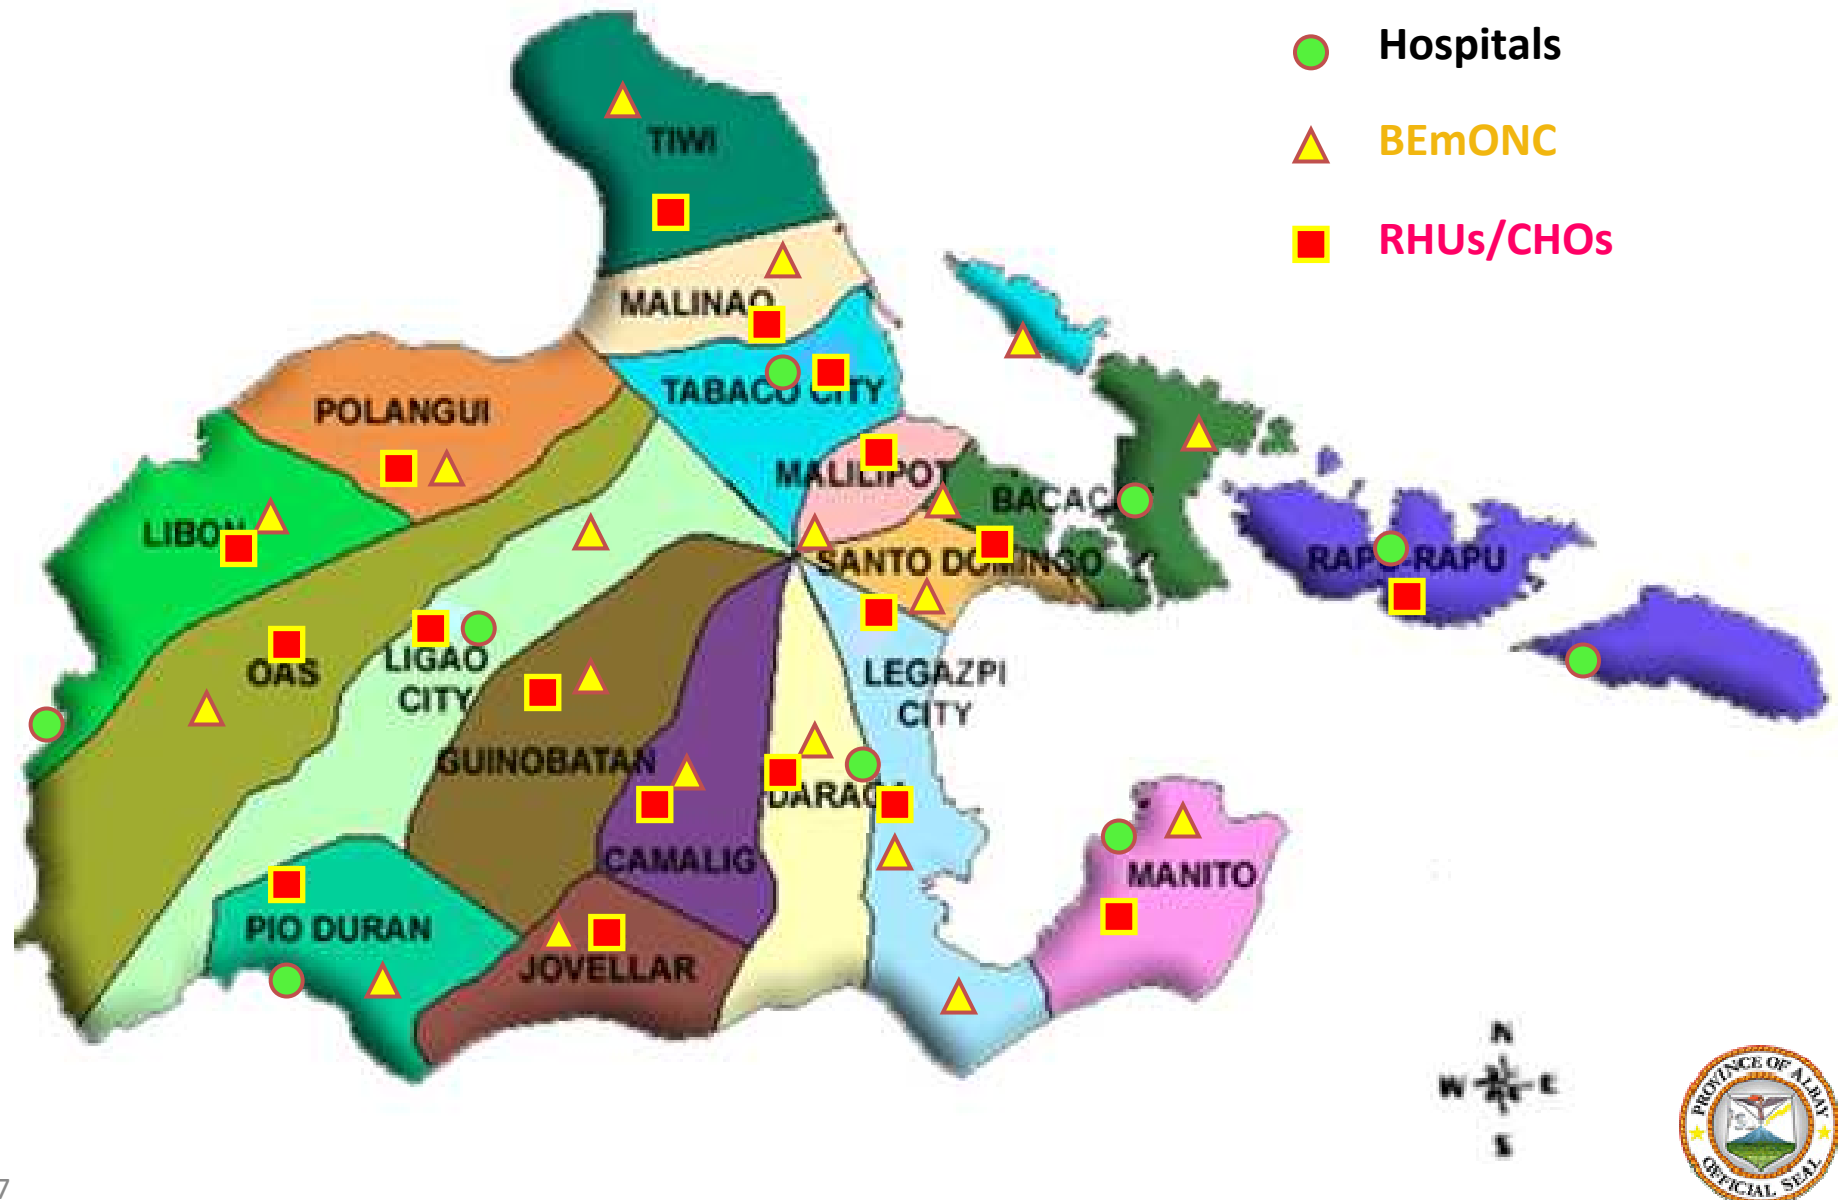 Hospitals
BEmONC
RHUs/CHOs
TIWI
MALINAO
TABACO CITY
POLANGUI
MALILIPOT
BACACAY
LIBON
SANTO DOMINGO
RAPU-RAPU
OAS
LIGAO
CITY
LEGAZPI
CITY
GUINOBATAN
DARAGA
CAMALIG
MANITO
PIO DURAN
JOVELLAR
N
W E
S
PROVINCE OF ALBAY
OFFICIAL SEAL
7